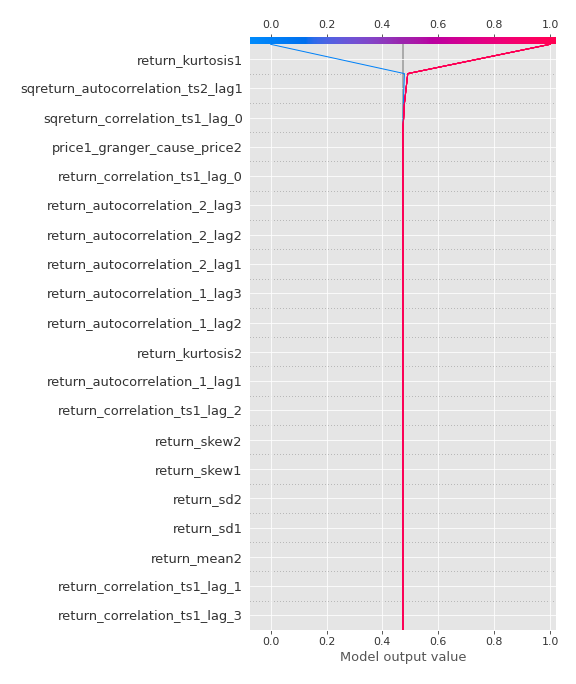 0.0 0.2 0.4 0.6 0.8 1.0
return_kurtosis1
sqreturn_autocorrelation_ts2_lag1
sqreturn_correlation_ts1_lag_0
price1_granger_cause_price2
return_correlation_ts1_lag_0
return_autocorrelation_2_lag3
return_autocorrelation_2_lag2
return_autocorrelation_2_lag1
return_autocorrelation_1_lag3
return_autocorrelation_1_lag2
return_kurtosis2
return_autocorrelation_1_lag1
return_correlation_ts1_lag_2
return_skew2
return_skew1
return_sd2
return_sd1
return_mean2
return_correlation_ts1_lag_1
return_correlation_ts1_lag_3
0.0 0.2 0.4 0.6 0.8 1.0
Model output value